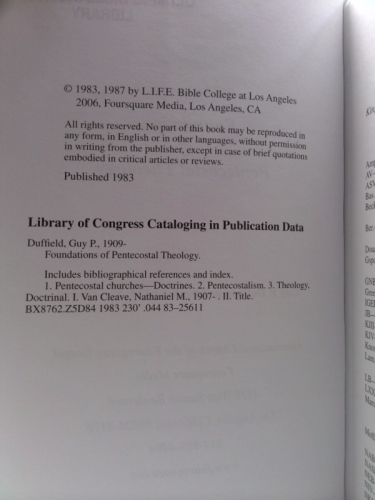 © 1983, 1987 by L.I.F.E. Bible College at Los Angeles
2006, Foursquare Media, Los Angeles, CA
All rights reserved. No part of this book may be reproduced in
any form, in English or in other languages, without permission
in writing from the publisher, except in case of brief quotations
embodied in critical articles or reviews.
Published 1983
Library of Congress Cataloging in Publication Data
Duffield, Guy P., 1909-
Foundations of Pentecostal Theology.
Includes bibliographical references and index.
1. Pentecostal churches—Doctrines. 2. Pentecostalism. 3. Theology,
Doctrinal. I. Van Cleave, Nathaniel M., 1907- . II. Title.
BX8762.Z5D84 1983 230’ .044 83-25611